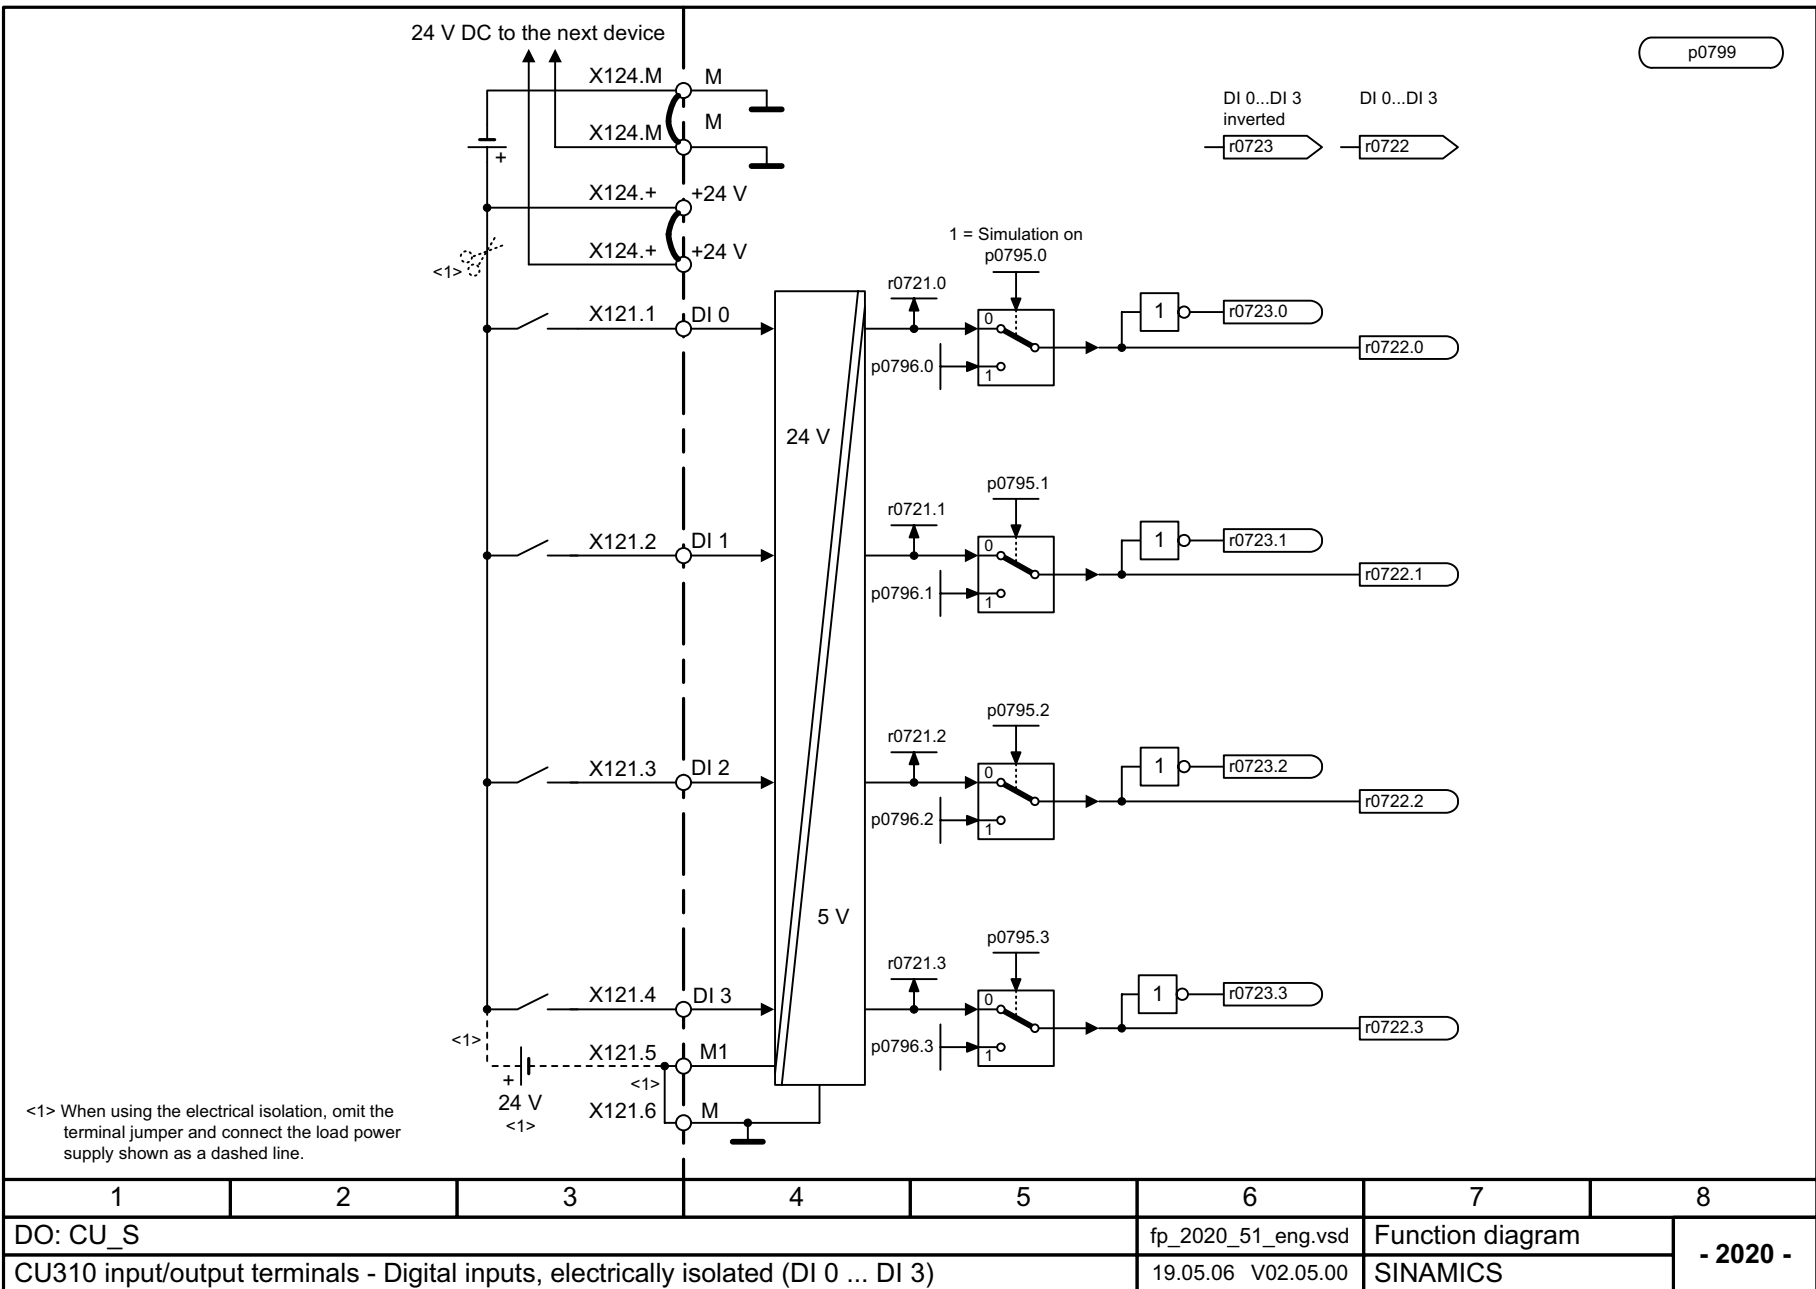 24 V DC to the next device
p0799
X124.M M
DI 0...DI 3
inverted
DI 0...DI 3
X124.M M
r0723
r0722
+
X124.+ +24 V
X124.+ +24 V
<1>
1 = Simulation on
p0795.0
r0721.0
X121.1 DI 0
0
1
r0723.0
r0722.0
p0796.0
1
24 V
p0795.1
r0721.1
X121.2 DI 1
0
1
r0723.1
r0722.1
p0796.1
1
p0795.2
r0721.2
X121.3 DI 2
0
1
r0723.2
r0722.2
p0796.2
1
5 V
p0795.3
r0721.3
X121.4 DI 3
0
1
r0723.3
r0722.3
p0796.3
1
<1>
X121.5 M1
+
<1>
24 V
<1>
X121.6 M
<1> When using the electrical isolation, omit the
terminal jumper and connect the load power
supply shown as a dashed line.
1 2 3 4 5 6 7 8
DO: CU_S
fp_2020_51_eng.vsd
Function diagram
- 2020 -
CU310 input/output terminals - Digital inputs, electrically isolated (DI 0 ... DI 3)
19.05.06 V02.05.00
SINAMICS